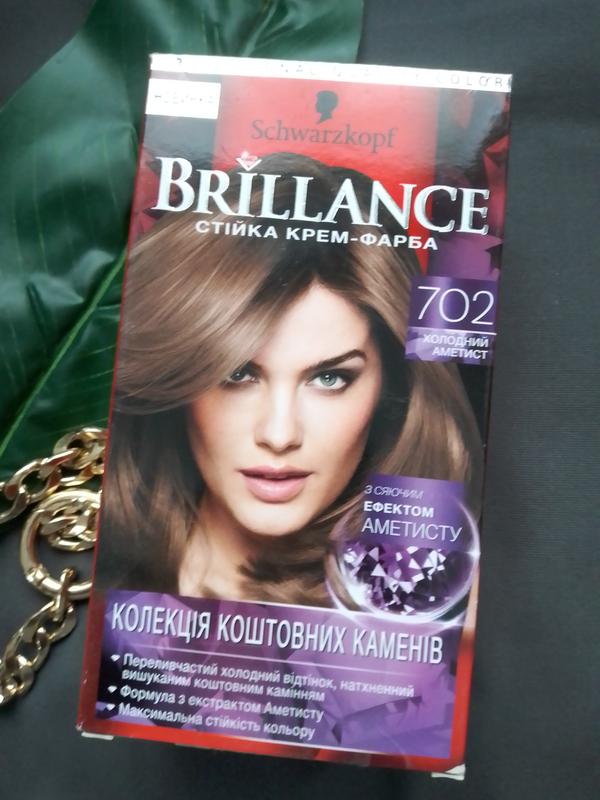 НОВИНКА
Schwarzkopf
BRILLANCE
СТІЙКА КРЕМ-ФАРБА
702
ХОЛОДНИЙ
АМЕТИСТ
З СЯЮЧИМ
ЕФЕКТОМ
АМЕТИСТУ
КОЛЕКЦІЯ КОШТОВНИХ КАМЕНІВ
Переливчастий холодний відтінок, натхненний
вишуканим коштовним камінням
Формула з екстрактом Аметисту
Максимальна стійкість кольору